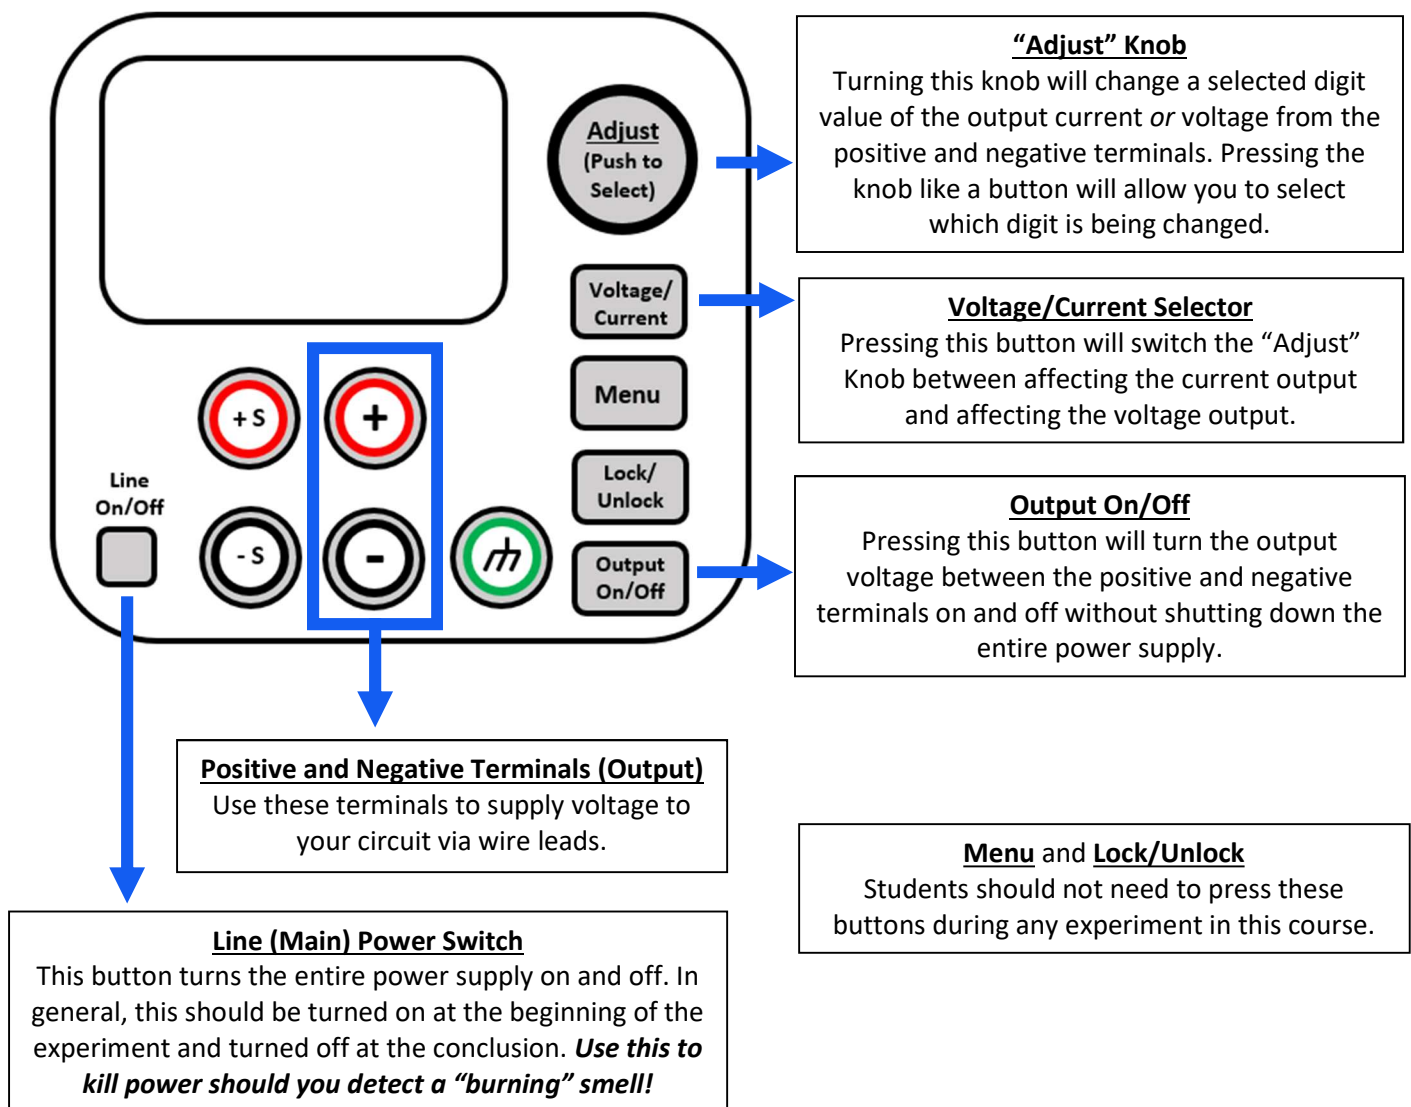 Adjust
(Push to
Select)
Voltage/
Current
Menu
Lock/
Unlock
Output
On/Off
+ S
+
Line
On/Off
- S
-
“Adjust” Knob
Turning this knob will change a selected digit
value of the output current or voltage from the
positive and negative terminals. Pressing the
knob like a button will allow you to select
which digit is being changed.
Voltage/Current Selector
Pressing this button will switch the “Adjust”
Knob between affecting the current output
and affecting the voltage output.
Output On/Off
Pressing this button will turn the output
voltage between the positive and negative
terminals on and off without shutting down the
entire power supply.
Positive and Negative Terminals (Output)
Use these terminals to supply voltage to
your circuit via wire leads.
Menu and Lock/Unlock
Students should not need to press these
buttons during any experiment in this course.
Line (Main) Power Switch
This button turns the entire power supply on and off. In
general, this should be turned on at the beginning of the
experiment and turned off at the conclusion. Use this to
kill power should you detect a “burning” smell!